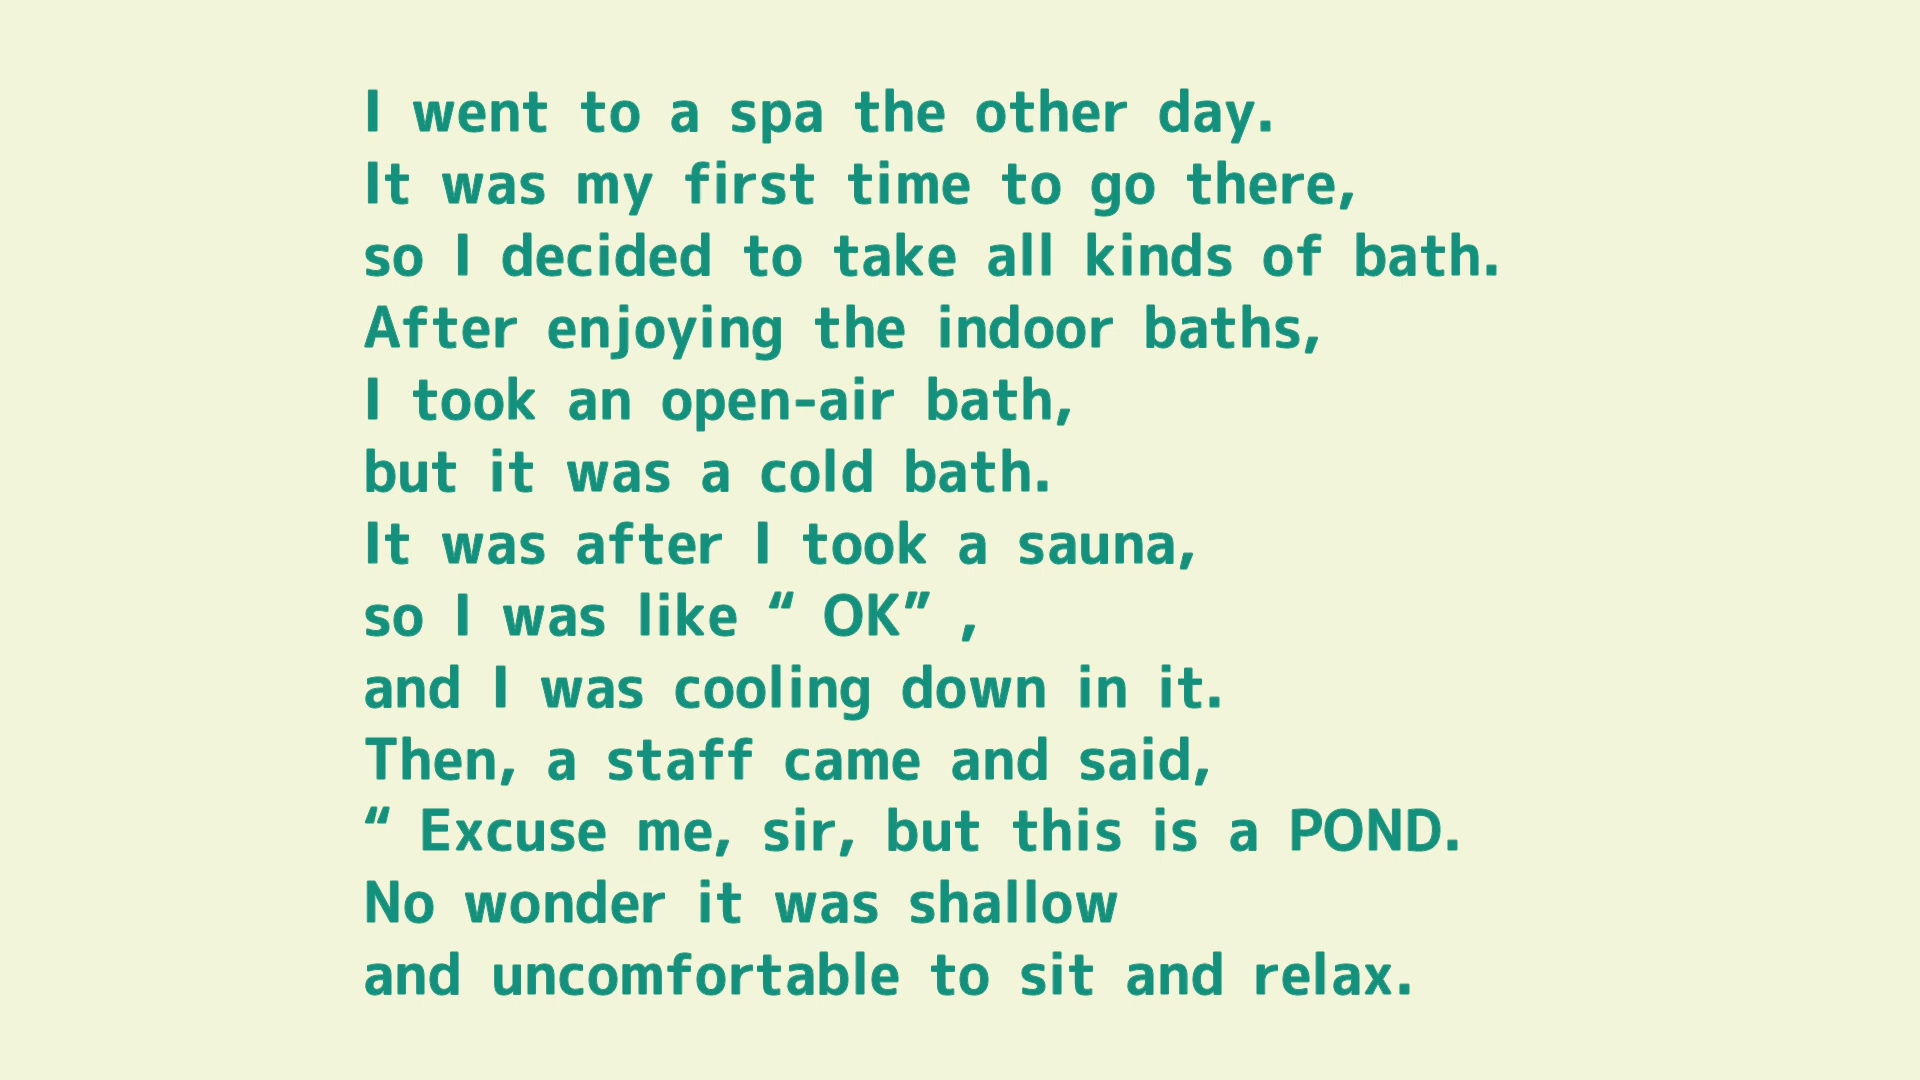 I went to a spa the other day.
It was my first time to go there,
so I decided to take all kinds of bath.
After enjoying the indoor baths,
I took an open-air bath,
but it was a cold bath.
It was after I took a sauna,
so I was like “ OK” ,
and I was cooling down in it.
Then, a staff came and said,
“ Excuse me, sir, but this is a POND.
No wonder it was shallow
and uncomfortable to sit and relax.